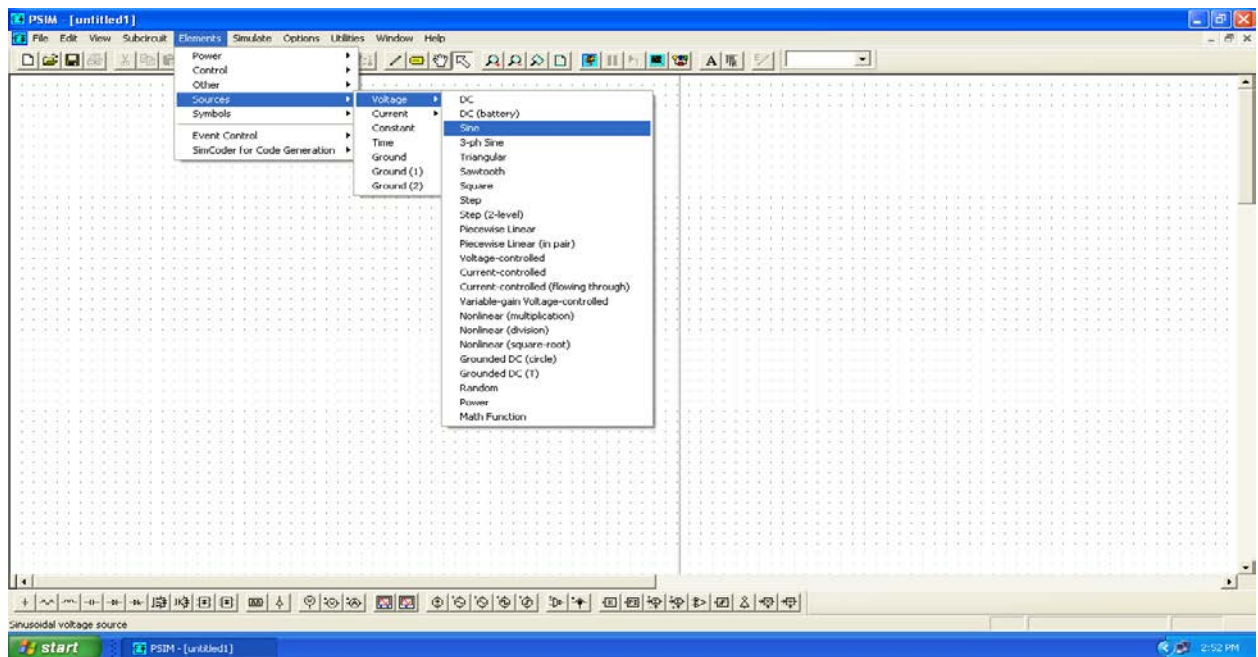 PSIM - [untitled1]
File Edit View Subcircuit Elements Simulate Options Utilities Window Help
Power
Control
Other
Sources
Symbols
Event Control
SimCoder for Code Generation
Voltage
Current
Constant
Time
Ground
Ground (1)
Ground (2)
DC
DC (battery)
Sine
3-ph Sine
Triangular
Sawtooth
Square
Step
Step (2-level)
Piecewise Linear
Piecewise Linear (in pair)
Voltage-controlled
Current-controlled
Current-controlled (flowing through)
Variable-gain Voltage-controlled
Nonlinear (multiplication)
Nonlinear (division)
Nonlinear (square-root)
Grounded DC (circle)
Grounded DC (T)
Random
Power
Math Function
Sinusoidal voltage source
start PSIM - [untitled1] 2:52 PM